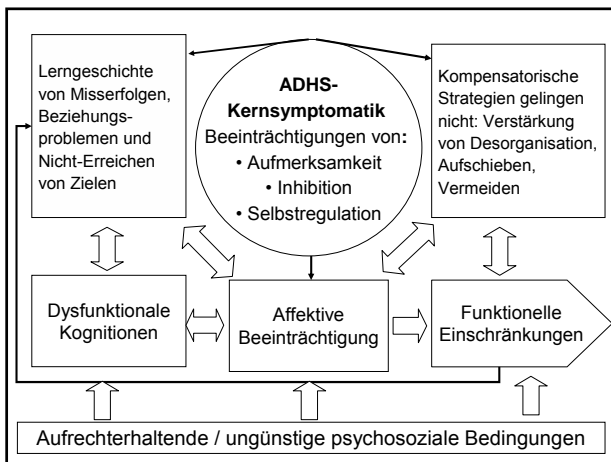 Lerngeschichte
von Misserfolgen,
Beziehungs-
problemen und
Nicht-Erreichen
von Zielen
ADHS-
Kernsymptomatik
Beeinträchtigungen von:
• Aufmerksamkeit
• Inhibition
• Selbstregulation
Kompensatorische
Strategien gelingen
nicht: Verstärkung
von Desorganisation,
Aufschieben,
Vermeiden
Dysfunktionale
Kognitionen
Affektive
Beeinträchtigung
Funktionelle
Einschränkungen
Aufrechterhaltende / ungünstige psychosoziale Bedingungen